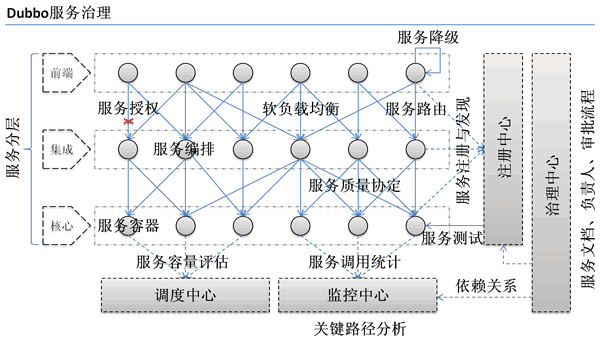 Dubbo服务治理
服务降级
前端
服务授权
软负载均衡
服务路由
服务分层
集成
服务编排
服务注册与发现
注册中心
治理中心
服务文档、负责人、审批流程
服务质量协定
核心
服务容器
服务测试
服务容量评估
服务调用统计
调度中心
监控中心
依赖关系
关键路径分析